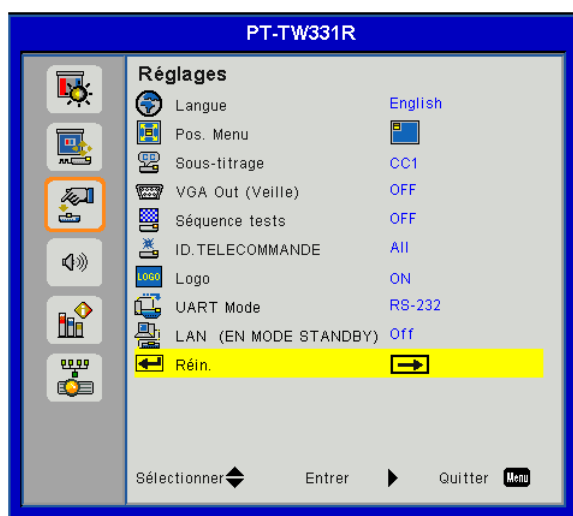 PT-TW331R
Réglages
Langue English
Pos. Menu
Sous-titrage CC1
VGA Out (Veille) OFF
Séquence tests OFF
ID.TELECOMMANDE All
LOGO Logo ON
UART Mode RS-232
LAN (EN MODE STANDBY) Off
Réin.
Sélectionner Entrer Quitter Menu